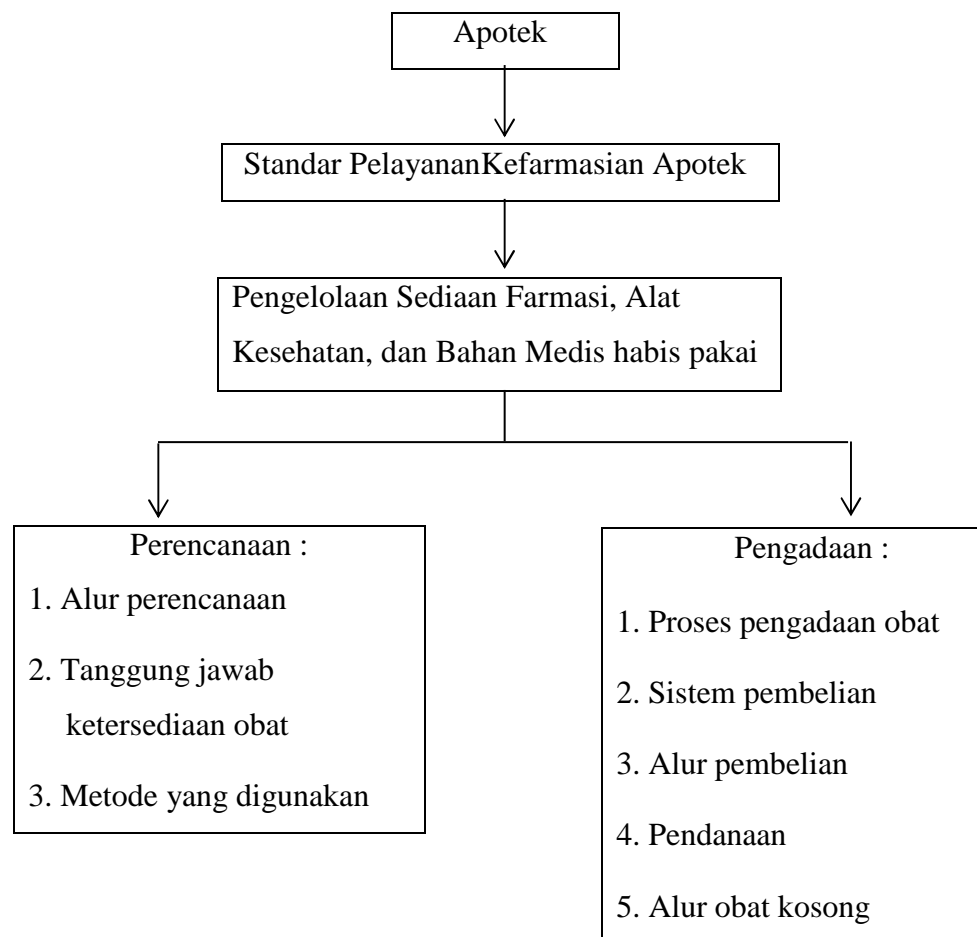 Apotek
Standar PelayananKefarmasian Apotek
Pengelolaan Sediaan Farmasi, Alat
Kesehatan, dan Bahan Medis habis pakai
Perencanaan :
1. Alur perencanaan
2. Tanggung jawab
ketersediaan obat
3. Metode yang digunakan
Pengadaan :
1. Proses pengadaan obat
2. Sistem pembelian
3. Alur pembelian
4. Pendanaan
5. Alur obat kosong